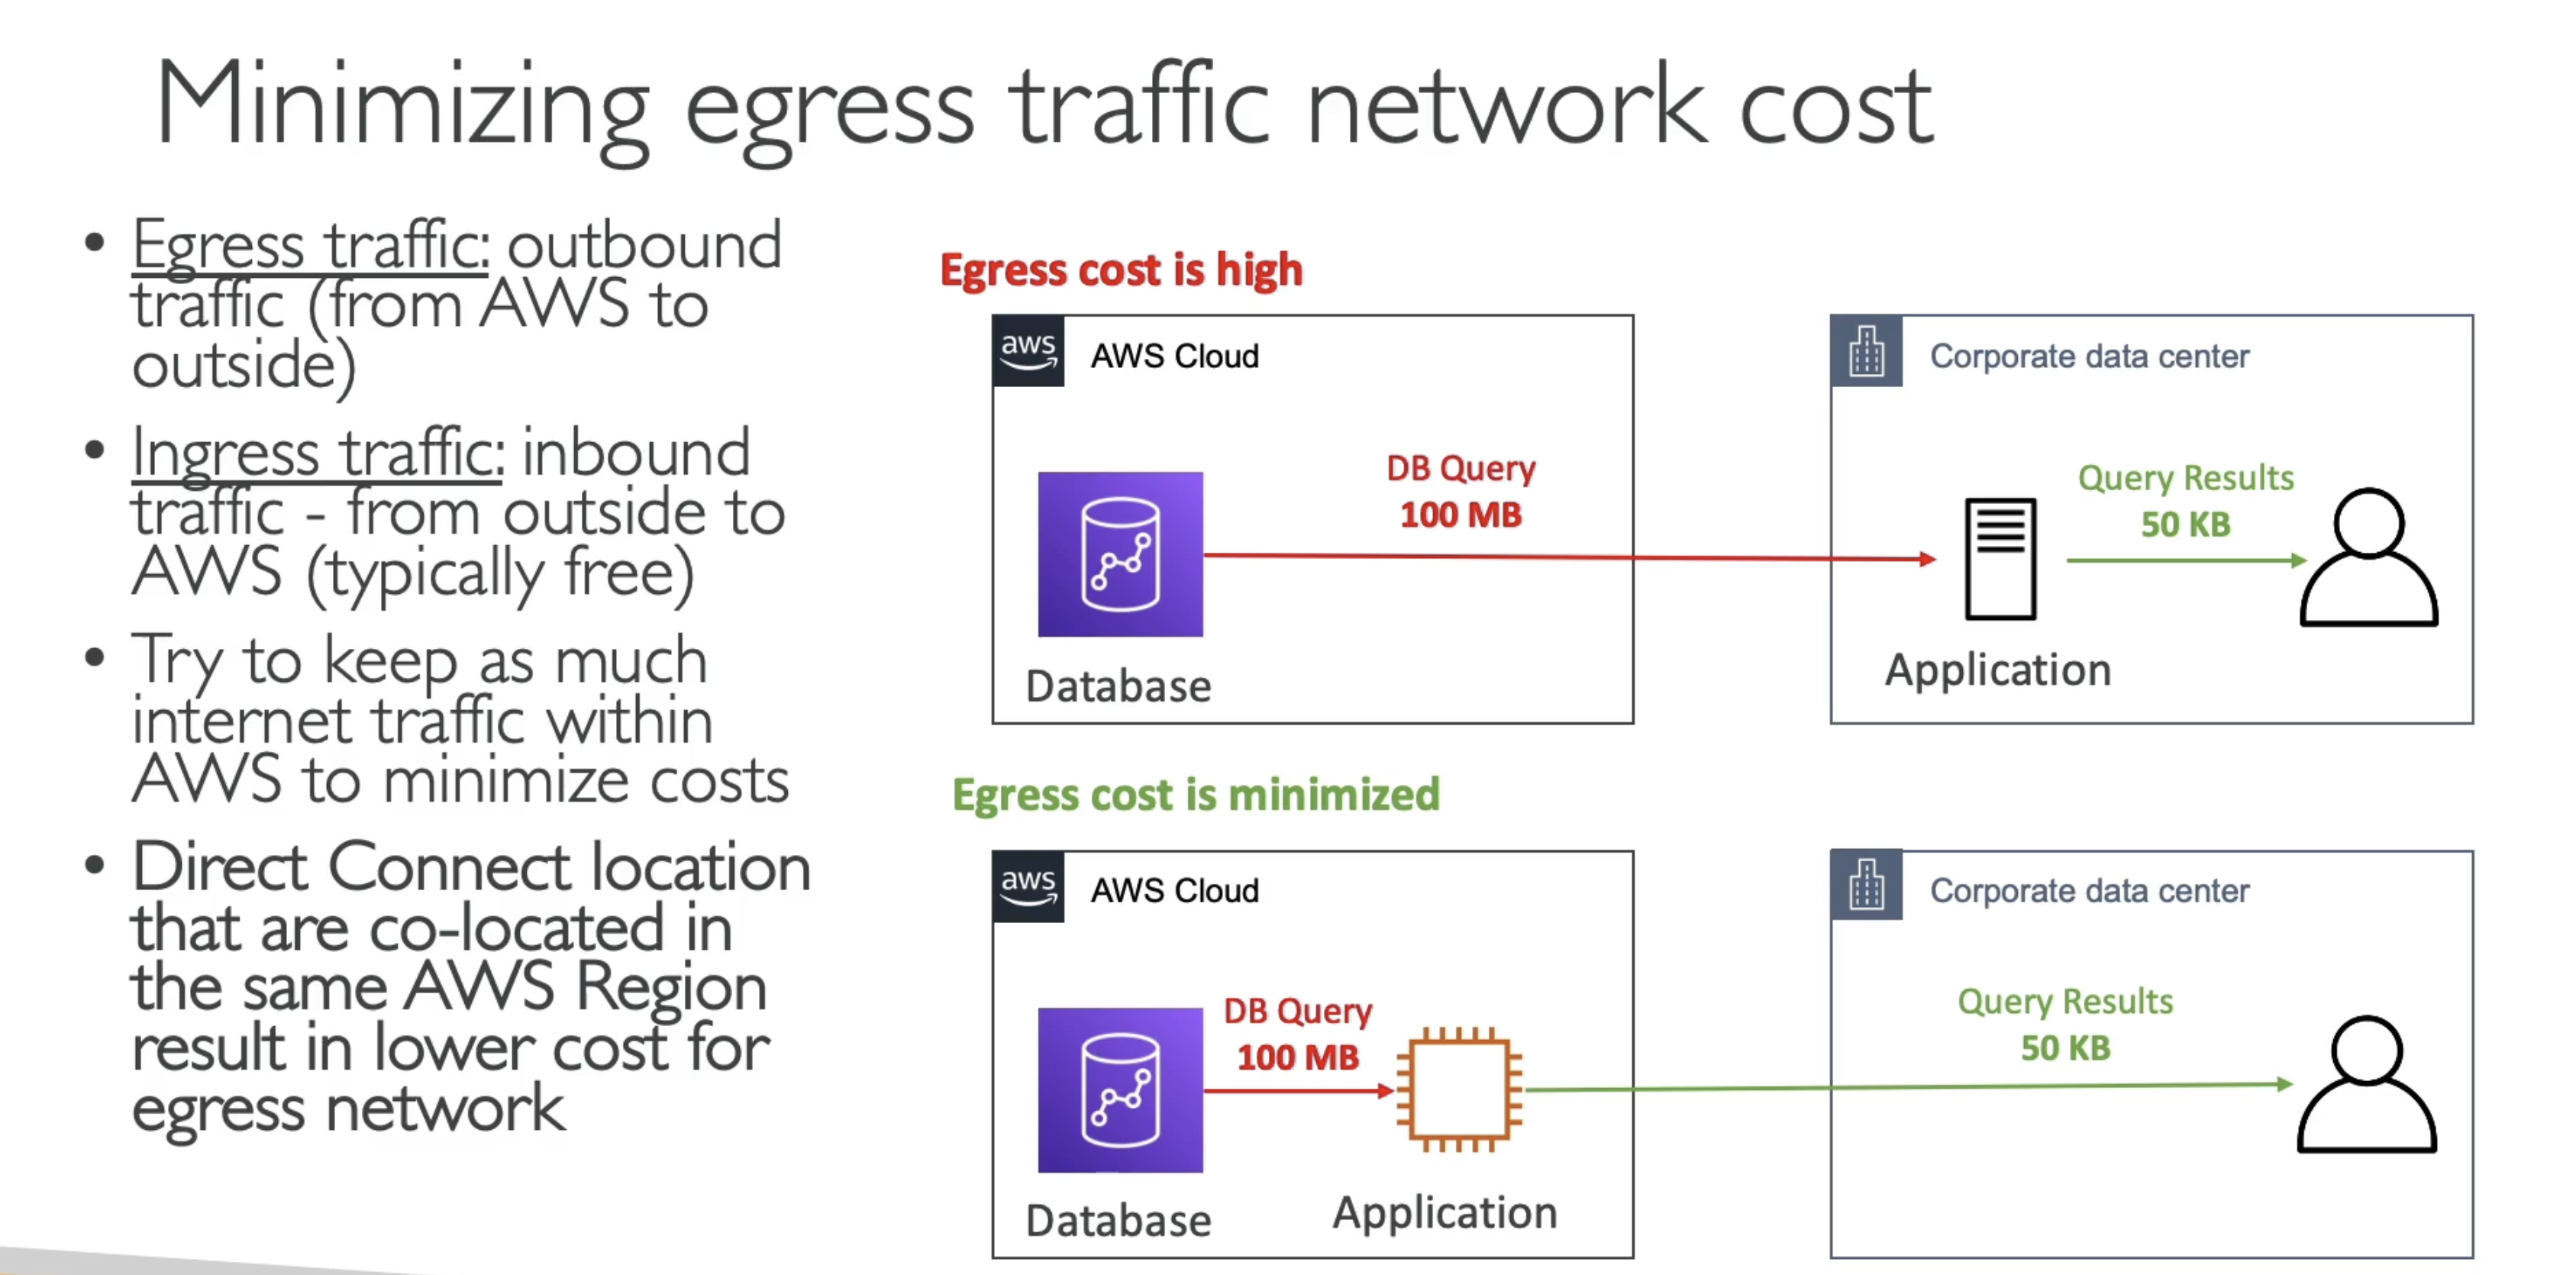 Minimizing egress traffic network cost
• Egress traffic: outbound
traffic (from AWS to
outside)
• Ingress traffic: inbound
traffic - from outside to
AWS (typically free)
• Try to keep as much
internet traffic within
AWS to minimize costs
• Direct Connect location
that are co-located in
the same AWS Region
result in lower cost for
egress network
Egress cost is high
aws
AWS Cloud
DB Query
100 MB
Database
Corporate data center
Query Results
50 KB
Application
Egress cost is minimized
aws
AWS Cloud
DB Query
100 MB
Database
Application
Corporate data center
Query Results
50 KB